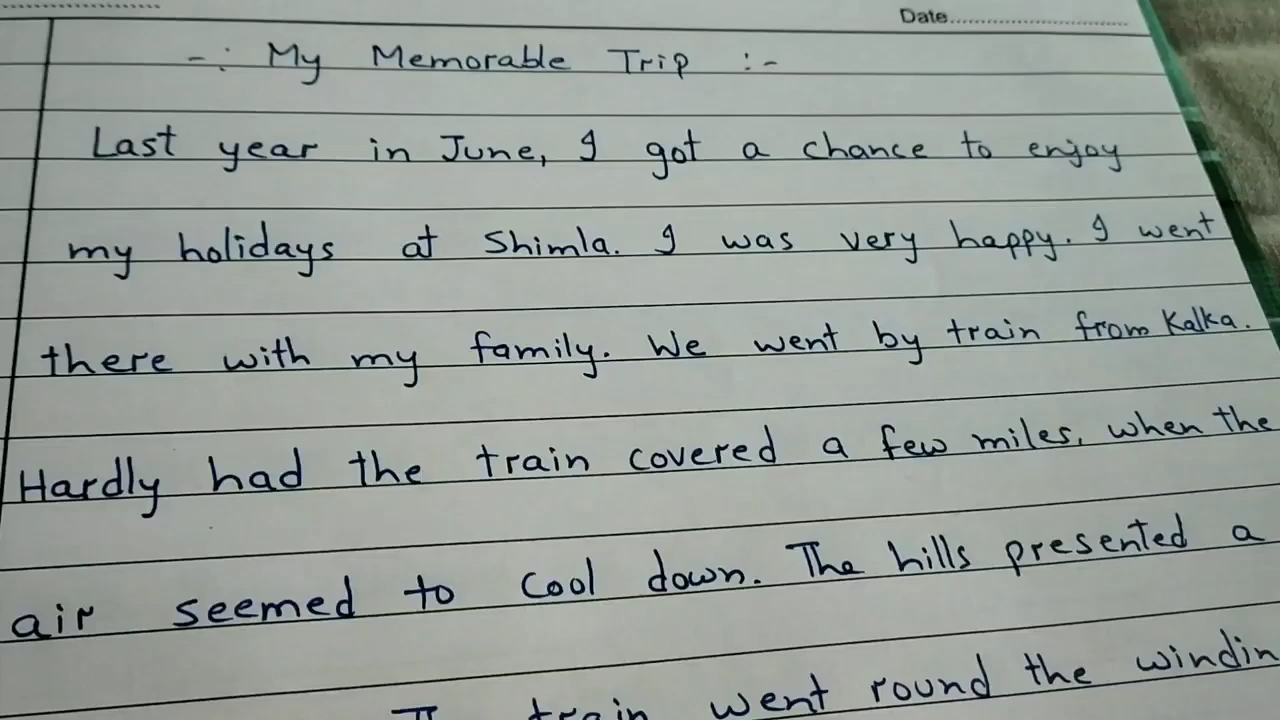 Date
-: My Memorable Trip :-
Last year in June, I got a chance to enjoy
my holidays at Shimla. I was very happy. I went
there with my family. We went by train from Kalka.
Hardly had the train covered a few miles, when the
air seemed to cool down. The hills presented a
train went round the windin